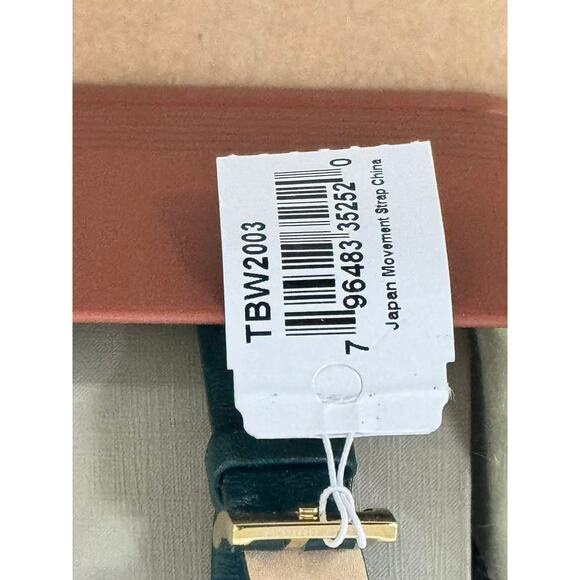 TBW2003
7 96483 35252 0
Japan Movement Strap China